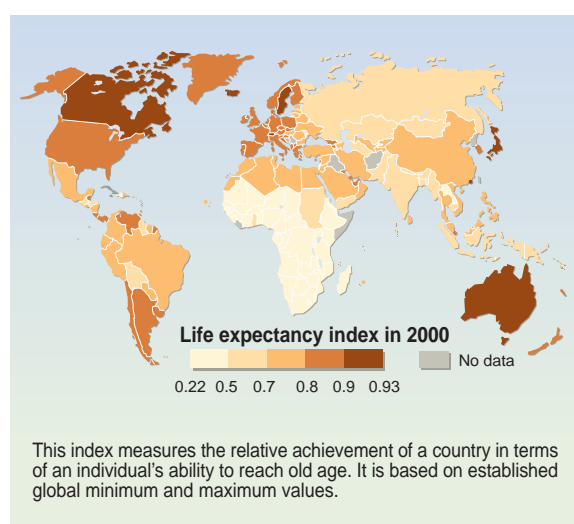 Life expectancy index in 2000
No data
0.22 0.5 0.7 0.8 0.9 0.93
This index measures the relative achievement of a country in terms
of an individual's ability to reach old age. It is based on established
global minimum and maximum values.